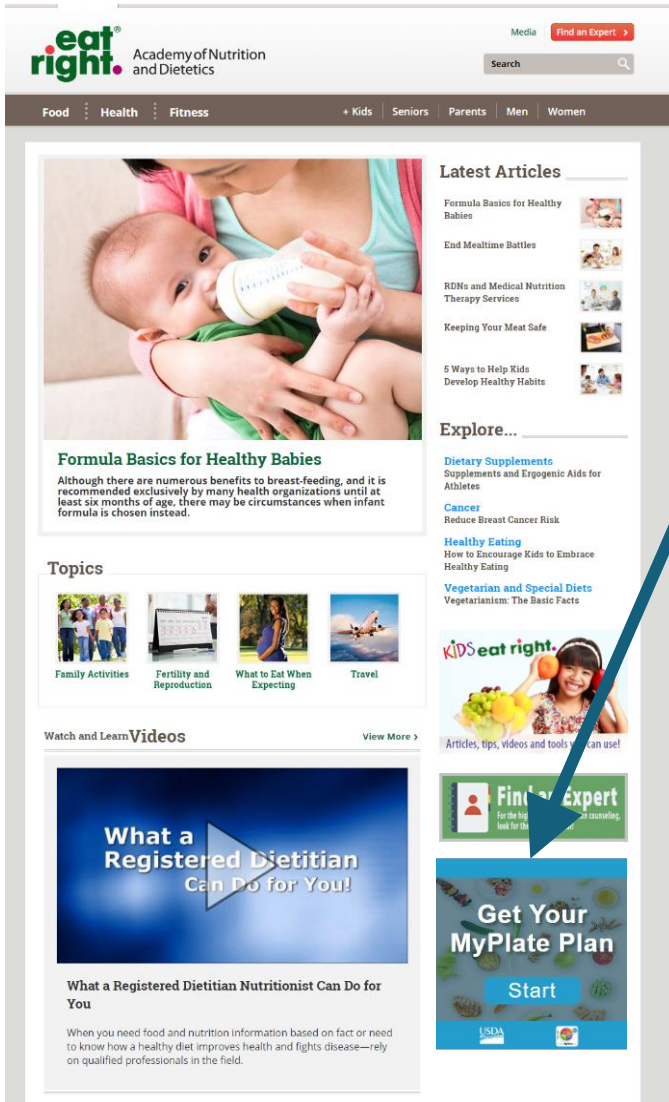 eat®
right.
Academy of Nutrition
and Dietetics
Media
Find an Expert >
Search
Food
Health
Fitness
+ Kids
Seniors
Parents
Men
Women
Formula Basics for Healthy Babies
Although there are numerous benefits to breast-feeding, and it is
recommended exclusively by many health organizations until at
least six months of age, there may be circumstances when infant
formula is chosen instead.
Topics
Family Activities
Fertility and
Reproduction
What to Eat When
Expecting
Travel
Watch and Learn Videos
View More >
What a
Registered Dietitian
Can Do for You!
What a Registered Dietitian Nutritionist Can Do for
You
When you need food and nutrition information based on fact or need
to know how a healthy diet improves health and fights disease—rely
on qualified professionals in the field.
Latest Articles
Formula Basics for Healthy
Babies
End Mealtime Battles
RDNs and Medical Nutrition
Therapy Services
Keeping Your Meat Safe
5 Ways to Help Kids
Develop Healthy Habits
Explore...
Dietary Supplements
Supplements and Ergogenic Aids for
Athletes
Cancer
Reduce Breast Cancer Risk
Healthy Eating
How to Encourage Kids to Embrace
Healthy Eating
Vegetarian and Special Diets
Vegetarianism: The Basic Facts
KiDS eat right.
Articles, tips, videos and tools you can use!
Find an Expert
For the counseling,
look for the
Get Your
MyPlate Plan
Start
USDA